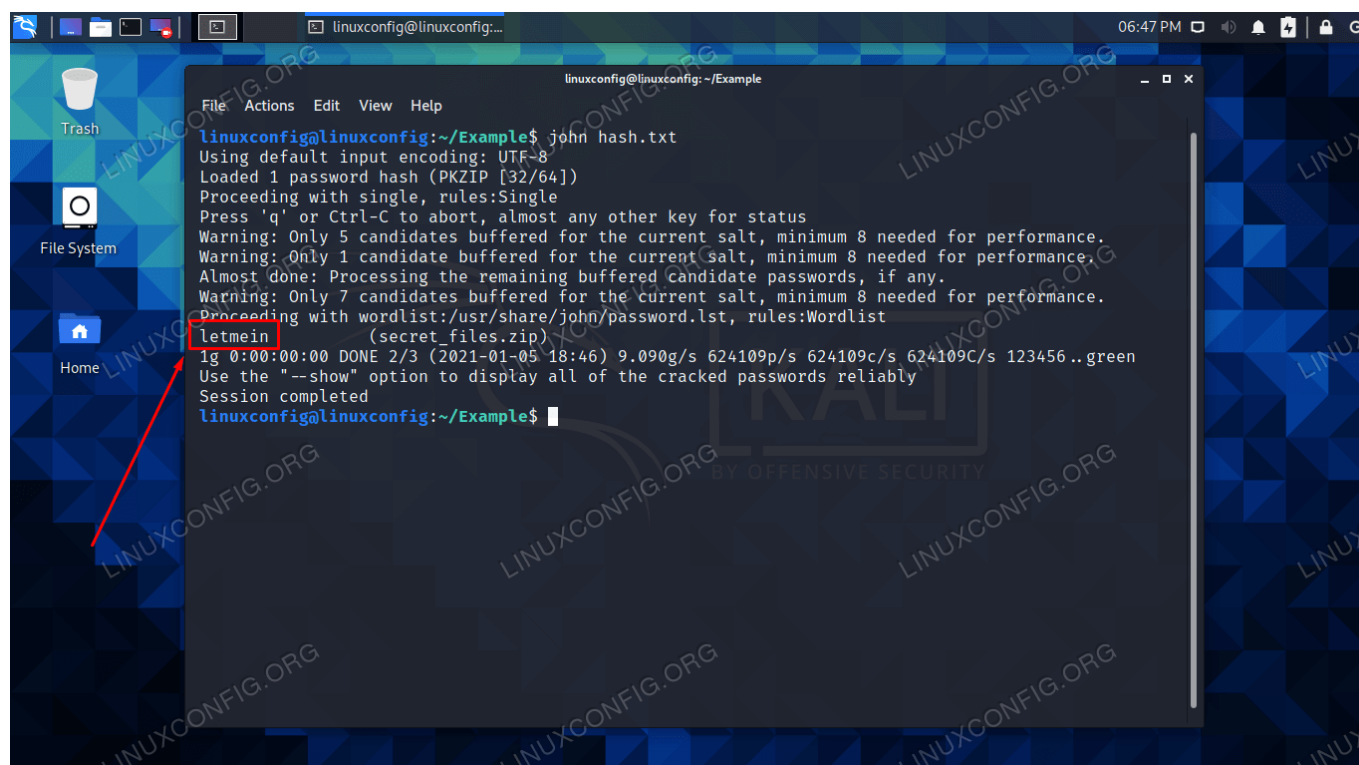 linuxconfig@linuxconfig:...
06:47 PM
Trash
File System
Home
linuxconfig@linuxconfig: ~/Example
File Actions Edit View Help
linuxconfig@linuxconfig:~/Example$ john hash.txt
Using default input encoding: UTF-8
Loaded 1 password hash (PKZIP [32/64])
Proceeding with single, rules:Single
Press 'q' or Ctrl-C to abort, almost any other key for status
Warning: Only 5 candidates buffered for the current salt, minimum 8 needed for performance.
Warning: Only 1 candidate buffered for the current salt, minimum 8 needed for performance.
Almost done: Processing the remaining buffered candidate passwords, if any.
Warning: Only 7 candidates buffered for the current salt, minimum 8 needed for performance.
Proceeding with wordlist:/usr/share/john/password.lst, rules:Wordlist
letmein (secret_files.zip)
1g 0:00:00:00 DONE 2/3 (2021-01-05 18:46) 9.090g/s 624109p/s 624109c/s 624109C/s 123456..green
Use the "--show" option to display all of the cracked passwords reliably
Session completed
linuxconfig@linuxconfig:~/Example$
KALI
BY OFFENSIVE SECURITY
LINUXCONFIG.ORG